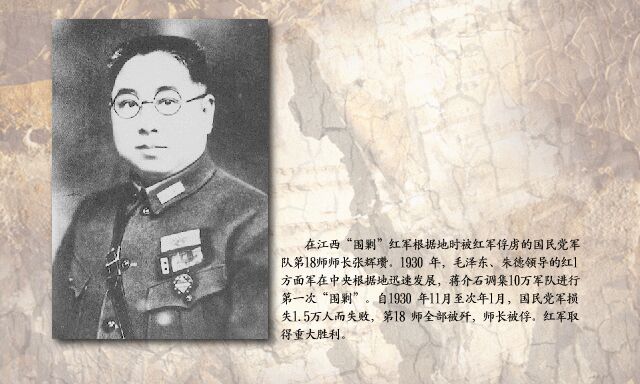 在江西“围剿”红军根据地时被红军俘虏的国民党军
队第18师师长张辉瓒。1930 年，毛泽东、朱德领导的红1
方面军在中央根据地迅速发展，蒋介石调集10万军队进行
第一次“围剿”。自1930 年11月至次年1月，国民党军损
失1.5万人而失败，第18 师全部被歼，师长被俘。红军取
得重大胜利。